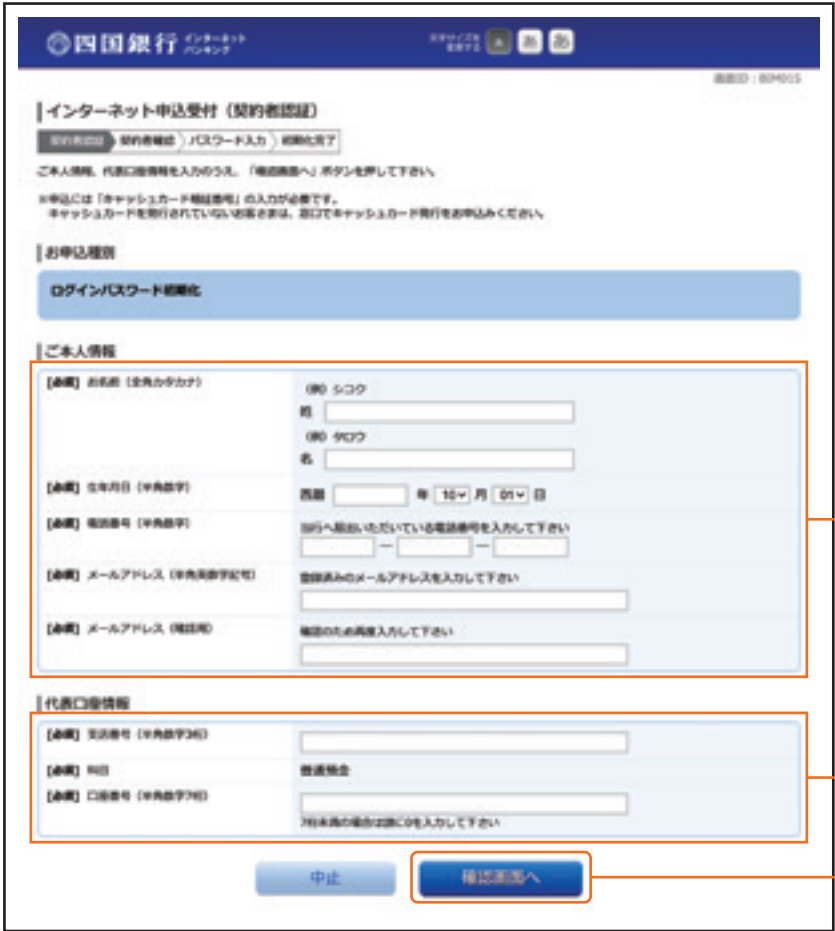 四国銀行 インターネットバンキング
文字サイズを変更する あ あ あ
画面ID：BIM015
インターネット申込受付（契約者認証）
契約者認証 契約者確認 パスワード入力 初期化完了
ご本人情報、代表口座情報を入力のうえ、「確認画面へ」ボタンを押して下さい。
※申込には「キャッシュカード暗証番号」の入力が必要です。
キャッシュカードを発行されていないお客さまは、窓口でキャッシュカード発行をお申込みください。
お申込種別
ログインパスワード初期化
ご本人情報
【必須】お名前（全角カタカナ）
（例）シコク
姓
（例）タロウ
名
【必須】生年月日（半角数字） 西暦 年 10 月 01 日
【必須】電話番号（半角数字） 当行へ届出いただいている電話番号を入力して下さい
— —
【必須】メールアドレス（半角英数字記号） 登録済みのメールアドレスを入力して下さい
【必須】メールアドレス（確認用） 確認のため再度入力して下さい
代表口座情報
【必須】支店番号（半角数字3桁）
【必須】科目 普通預金
【必須】口座番号（半角数字7桁）
7桁未満の場合は頭に0を入力して下さい
中止 確認画面へ